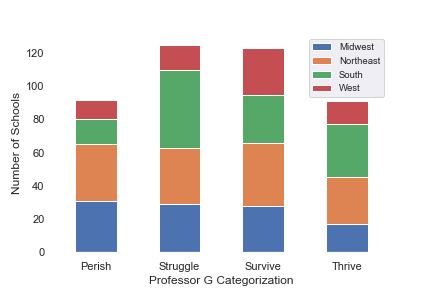 Midwest
Northeast
South
West
120
100
80
60
40
20
0
Number of Schools
Perish Struggle Survive Thrive
Professor G Categorization